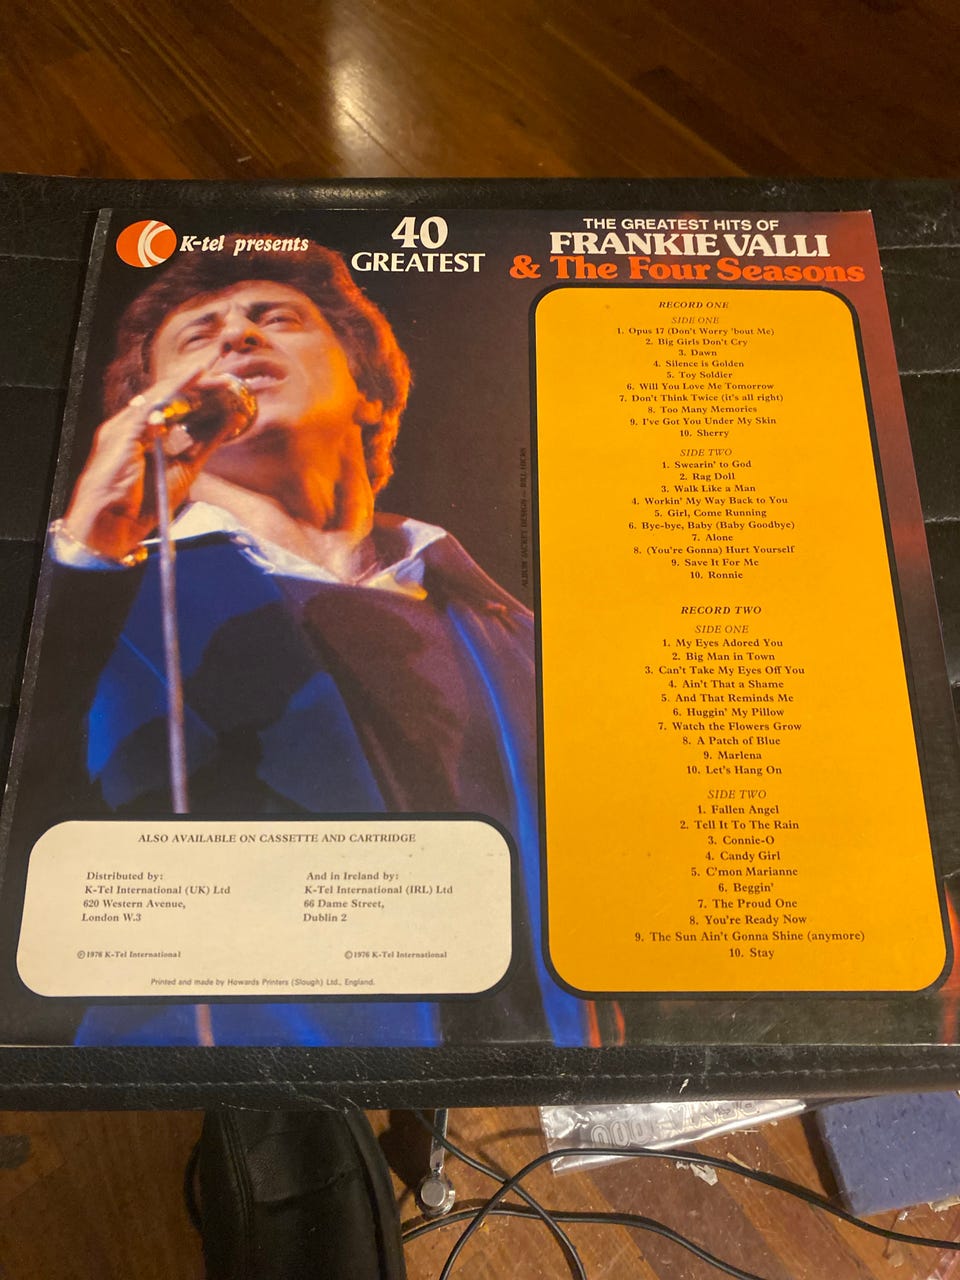 K-tel presents
40
GREATEST
THE GREATEST HITS OF
FRANKIE VALLI
& The Four Seasons
RECORD ONE
SIDE ONE
1. Opus 17 (Don't Worry 'bout Me)
2. Big Girls Don't Cry
3. Dawn
4. Silence is Golden
5. Toy Soldier
6. Will You Love Me Tomorrow
7. Don't Think Twice (it's all right)
8. Too Many Memories
9. I've Got You Under My Skin
10. Sherry
SIDE TWO
1. Swearin' to God
2. Rag Doll
3. Walk Like a Man
4. Workin' My Way Back to You
5. Girl, Come Running
6. Bye-bye, Baby (Baby Goodbye)
7. Alone
8. (You're Gonna) Hurt Yourself
9. Save It For Me
10. Ronnie
RECORD TWO
SIDE ONE
1. My Eyes Adored You
2. Big Man in Town
3. Can't Take My Eyes Off You
4. Ain't That a Shame
5. And That Reminds Me
6. Huggin' My Pillow
7. Watch the Flowers Grow
8. A Patch of Blue
9. Marlena
10. Let's Hang On
SIDE TWO
1. Fallen Angel
2. Tell It To The Rain
3. Connie-O
4. Candy Girl
5. C'mon Marianne
6. Beggin'
7. The Proud One
8. You're Ready Now
9. The Sun Ain't Gonna Shine (anymore)
10. Stay
ALBUM JACKET DESIGN — BILL HICKS
ALSO AVAILABLE ON CASSETTE AND CARTRIDGE
Distributed by:
K-Tel International (UK) Ltd
620 Western Avenue,
London W.3
And in Ireland by:
K-Tel International (IRL) Ltd
66 Dame Street,
Dublin 2
℗1976 K-Tel International
©1976 K-Tel International
Printed and made by Howards Printers (Slough) Ltd., England.